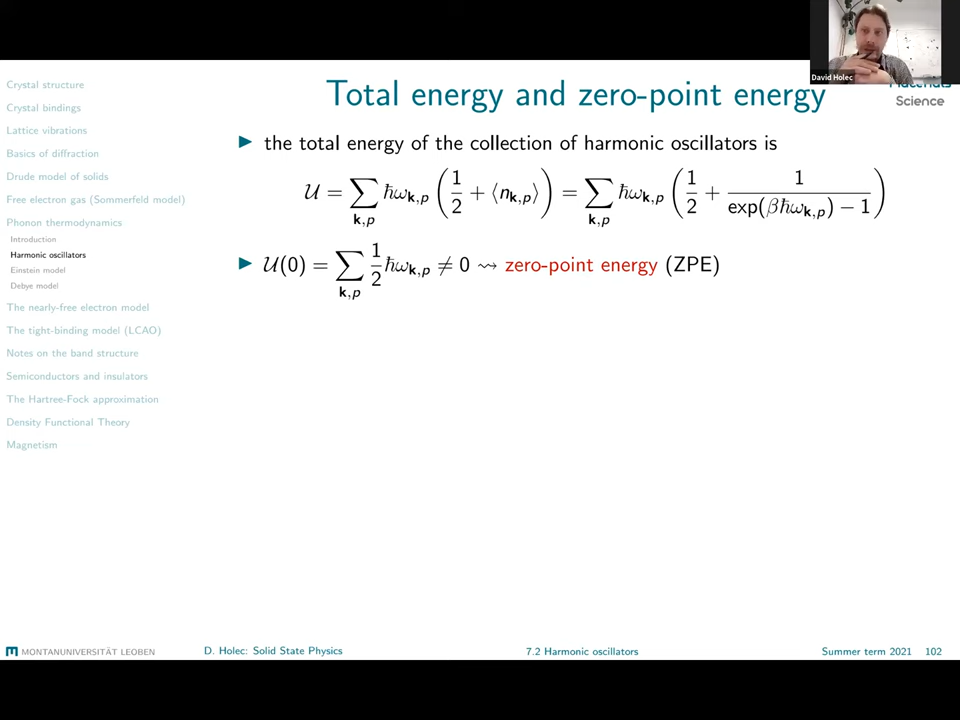 David Holec
Materials
Science
Total energy and zero-point energy
Crystal structure
Crystal bindings
Lattice vibrations
Basics of diffraction
Drude model of solids
Free electron gas (Sommerfeld model)
Phonon thermodynamics
Introduction
Harmonic oscillators
Einstein model
Debye model
The nearly-free electron model
The tight-binding model (LCAO)
Notes on the band structure
Semiconductors and insulators
The Hartree-Fock approximation
Density Functional Theory
Magnetism
▶ the total energy of the collection of harmonic oscillators is
𝒰 = ∑_{k,p} ℏω_{k,p} (1/2 + ⟨n_{k,p}⟩) = ∑_{k,p} ℏω_{k,p} (1/2 + 1/(exp(βℏω_{k,p}) − 1))
▶ 𝒰(0) = ∑_{k,p} 1/2 ℏω_{k,p} ≠ 0 ⇝ zero-point energy (ZPE)
MONTANUNIVERSITÄT LEOBEN
D. Holec: Solid State Physics
7.2 Harmonic oscillators
Summer term 2021 102